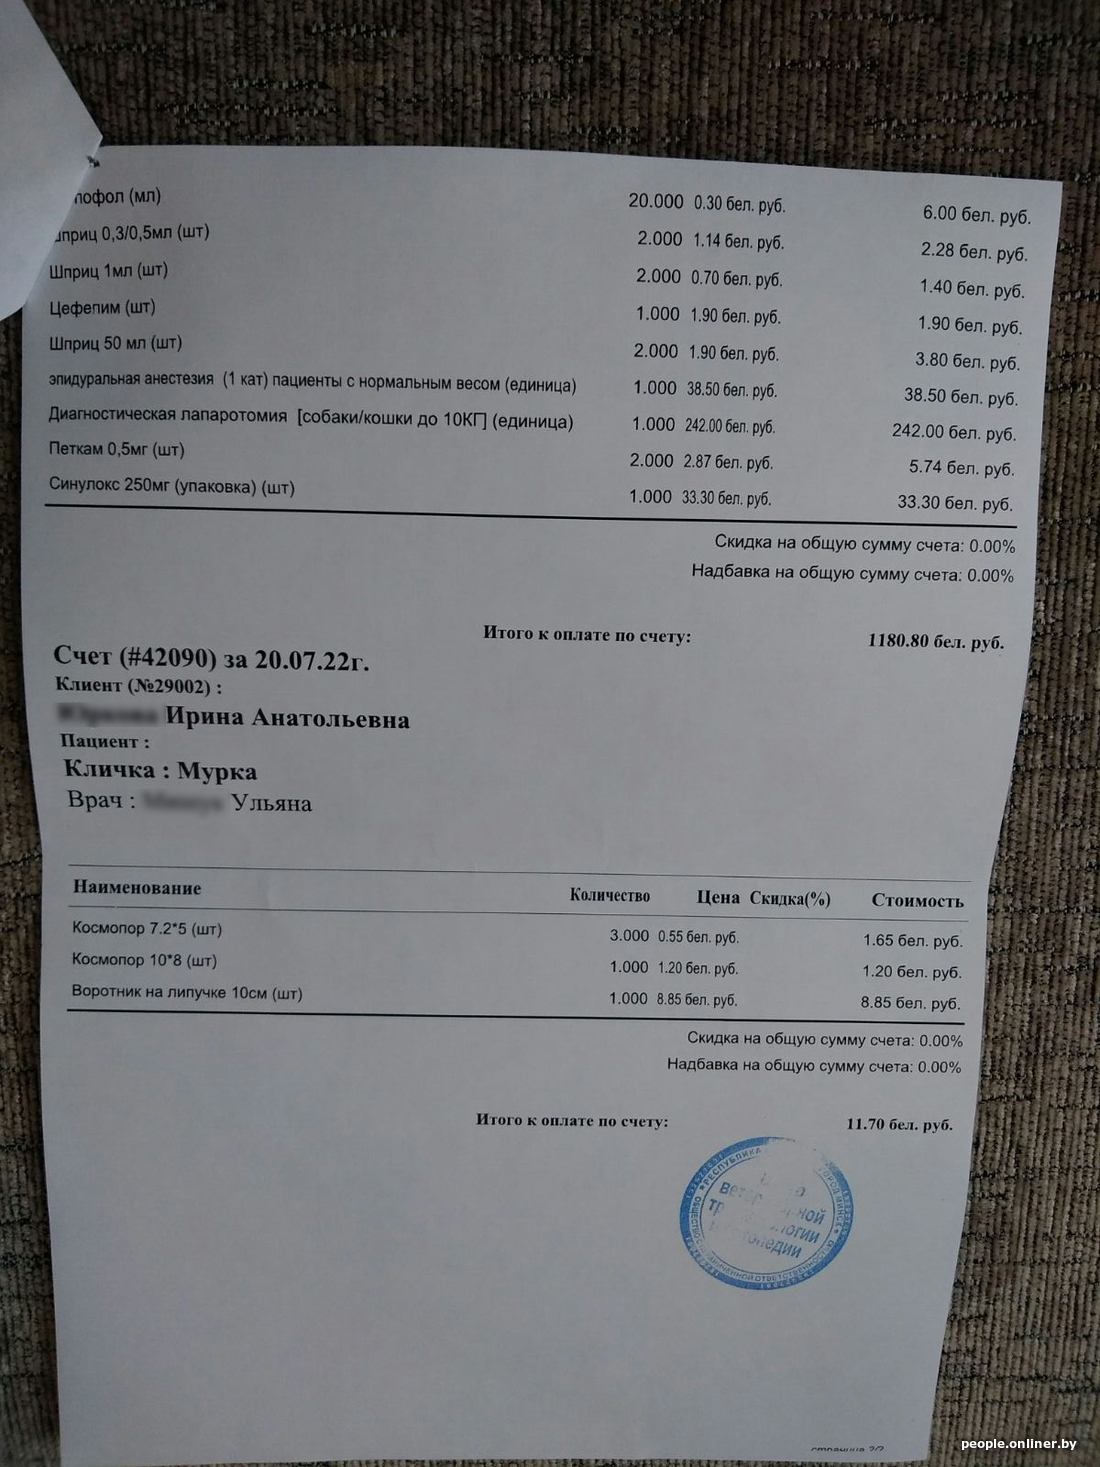 (мл) 20.000 0.30 бел. руб. 6.00 бел. руб.
0,3/0,5мл (шт) 2.000 1.14 бел. руб. 2.28 бел. руб.
Шприц 1мл (шт) 2.000 0.70 бел. руб. 1.40 бел. руб.
Цефепим (шт) 1.000 1.90 бел. руб. 1.90 бел. руб.
Шприц 50 мл (шт) 2.000 1.90 бел. руб. 3.80 бел. руб.
эпидуральная анестезия (1 кат) пациенты с нормальным весом (единица) 1.000 38.50 бел. руб. 38.50 бел. руб.
Диагностическая лапаротомия [собаки/кошки до 10КГ] (единица) 1.000 242.00 бел. руб. 242.00 бел. руб.
Петкам 0,5мг (шт) 2.000 2.87 бел. руб. 5.74 бел. руб.
Синулокс 250мг (упаковка) (шт) 1.000 33.30 бел. руб. 33.30 бел. руб.
Скидка на общую сумму счета: 0.00%
Надбавка на общую сумму счета: 0.00%
Итого к оплате по счету: 1180.80 бел. руб.
Счет (#42090) за 20.07.22г.
Клиент (№29002) :
Ирина Анатольевна
Пациент :
Кличка : Мурка
Врач : Ульяна
Наименование Количество Цена Скидка(%) Стоимость
Космопор 7.2*5 (шт) 3.000 0.55 бел. руб. 1.65 бел. руб.
Космопор 10*8 (шт) 1.000 1.20 бел. руб. 1.20 бел. руб.
Воротник на липучке 10см (шт) 1.000 8.85 бел. руб. 8.85 бел. руб.
Скидка на общую сумму счета: 0.00%
Надбавка на общую сумму счета: 0.00%
Итого к оплате по счету: 11.70 бел. руб.
РЕСПУБЛИКА
people.onliner.by